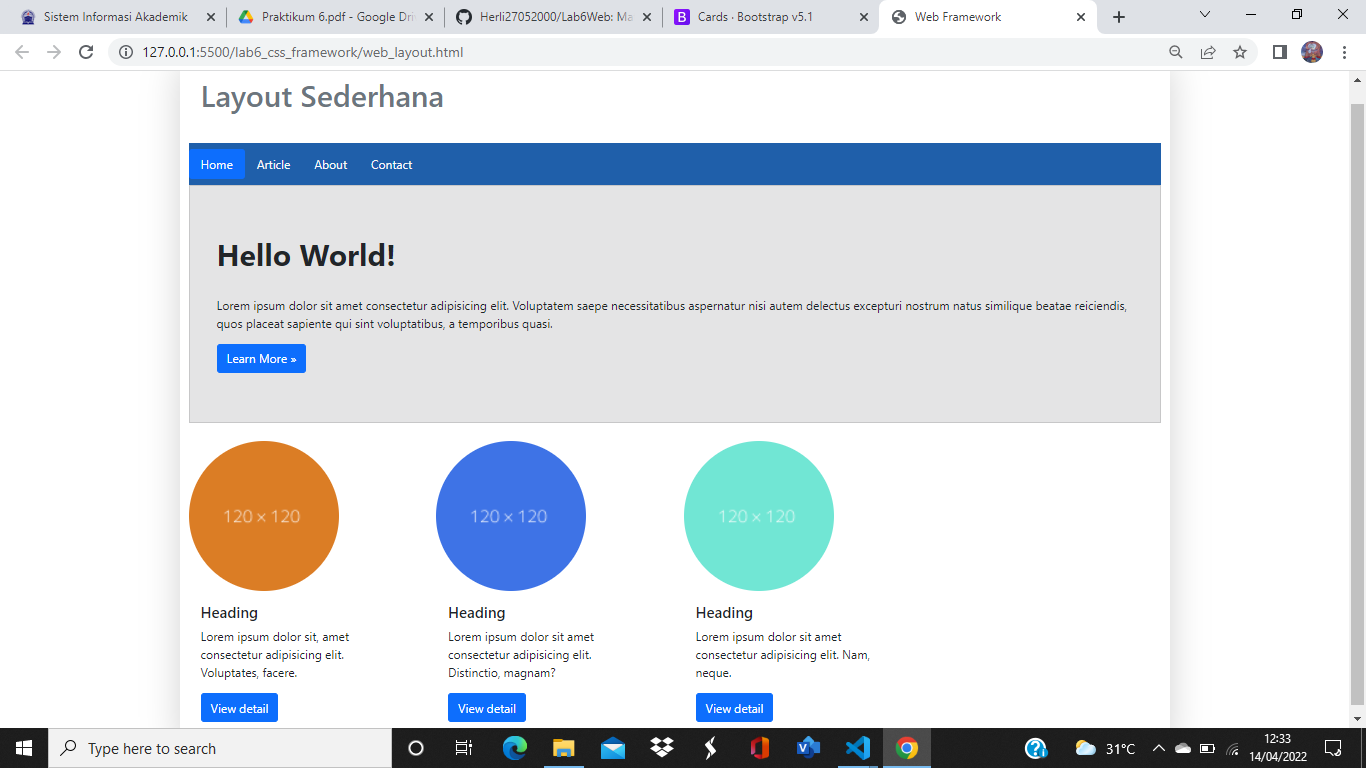 Sistem Informasi Akademik
Praktikum 6.pdf - Google Dri
Herli27052000/Lab6Web: Ma
Cards · Bootstrap v5.1
Web Framework
127.0.0.1:5500/lab6_css_framework/web_layout.html
Layout Sederhana
Home Article About Contact
Hello World!
Lorem ipsum dolor sit amet consectetur adipisicing elit. Voluptatem saepe necessitatibus aspernatur nisi autem delectus excepturi nostrum natus similique beatae reiciendis,
quos placeat sapiente qui sint voluptatibus, a temporibus quasi.
Learn More »
120 × 120
120 × 120
120 × 120
Heading
Lorem ipsum dolor sit, amet
consectetur adipisicing elit.
Voluptates, facere.
View detail
Heading
Lorem ipsum dolor sit amet
consectetur adipisicing elit.
Distinctio, magnam?
View detail
Heading
Lorem ipsum dolor sit amet
consectetur adipisicing elit. Nam,
neque.
View detail
Type here to search
31°C
12:33
14/04/2022